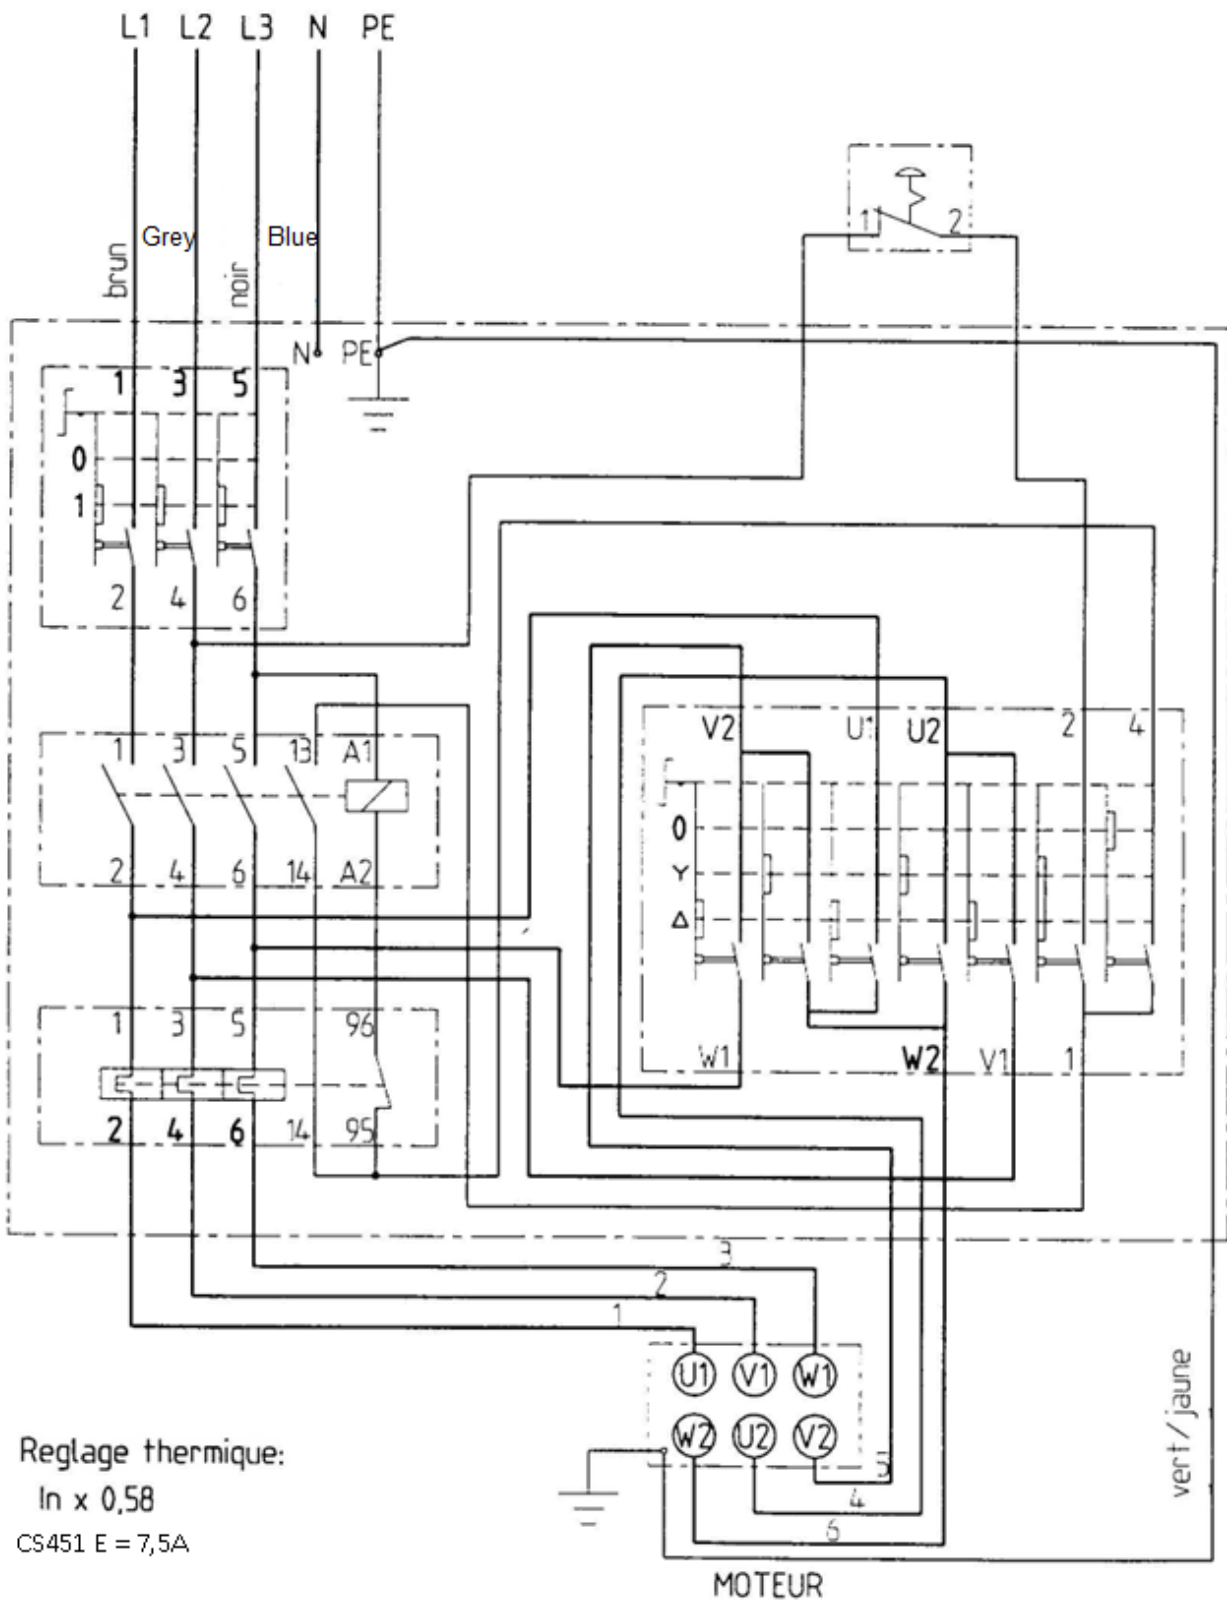 L1 L2 L3 N PE
Grey Blue
brun noir
1 2
N PE
1 3 5
0
1
2 4 6
V2 U1 U2 2 4
1 3 5 13 A1
0
Y
2 4 6 14 A2
Δ
1 3 5 96
W1 W2 V1 1
2 4 6 14 95
3
2
1
U1 V1 W1
vert/jaune
W2 U2 V2
5
4
6
Reglage thermique:
In x 0,58
CS451 E = 7,5A
MOTEUR